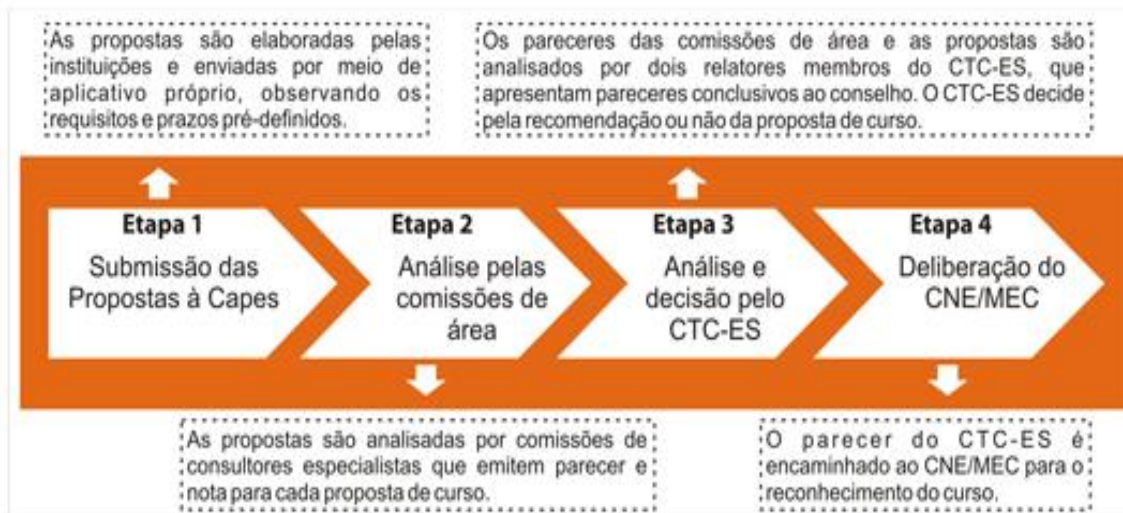 As propostas são elaboradas pelas
instituições e enviadas por meio de
aplicativo próprio, observando os
requisitos e prazos pré-definidos.
Os pareceres das comissões de área e as propostas são
analisados por dois relatores membros do CTC-ES, que
apresentam pareceres conclusivos ao conselho. O CTC-ES decide
pela recomendação ou não da proposta de curso.
Etapa 1
Submissão das
Propostas à Capes
Etapa 2
Análise pelas
comissões de
área
Etapa 3
Análise e
decisão pelo
CTC-ES
Etapa 4
Deliberação do
CNE/MEC
As propostas são analisadas por comissões de
consultores especialistas que emitem parecer e
nota para cada proposta de curso.
O parecer do CTC-ES é
encaminhado ao CNE/MEC para o
reconhecimento do curso.